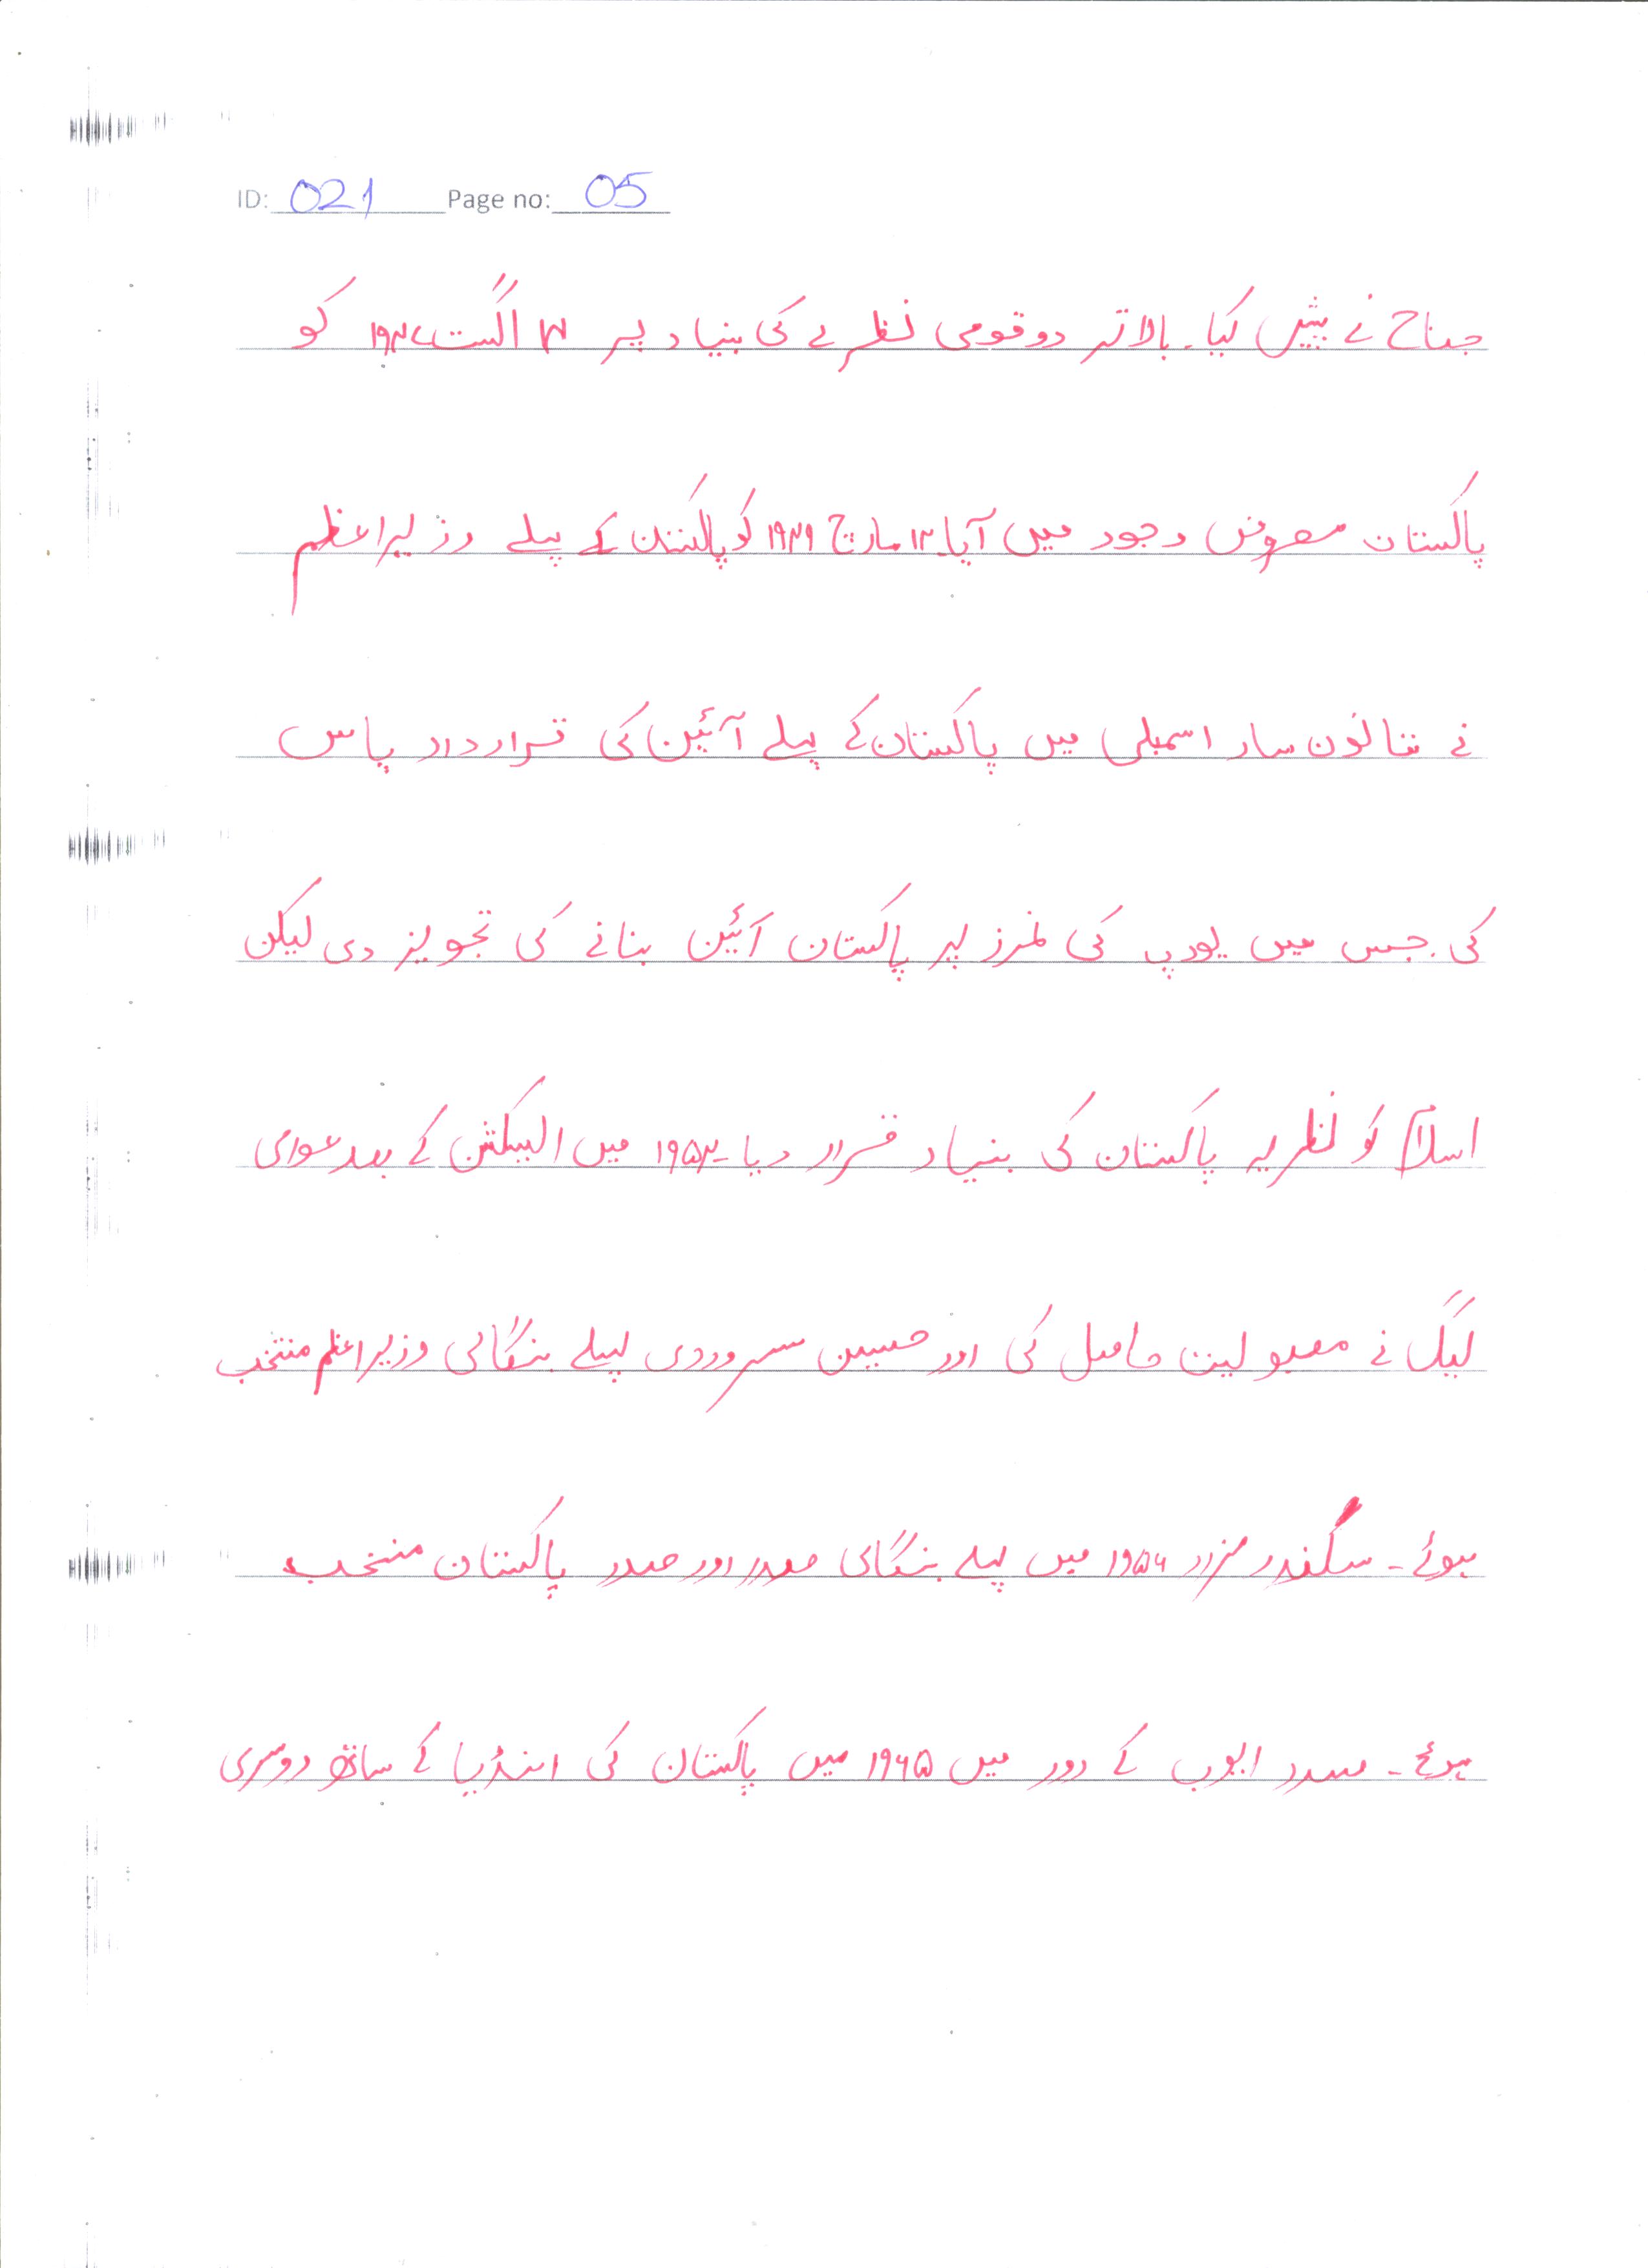 ID: 021 Page no: 05
جناح نے پیش کیا۔ بالاتر دو قومی نظریے کی بنیاد پر ۱۴ اگست ۱۹۴۷ کو
پاکستان معروض وجود میں آیا۔ ۱۲ مارچ ۱۹۴۹ کو پاکستان کے پہلے وزیراعظم
نے قانون ساز اسمبلی میں پاکستان کے پہلے آئین کی قرارداد پاس
کی۔ جس میں یورپ کی طرز پر پاکستان آئین بنانے کی تجویز دی لیکن
اسلام کو نظریہ پاکستان کی بنیاد قرار دیا۔ ۱۹۵۴ میں الیکشن کے بعد عوامی
لیگ نے مقبولیت حاصل کی اور حسین سہروردی پہلے بنگالی وزیراعظم منتخب
ہوئے۔ سکندر مرزا ۱۹۵۶ میں پہلے بنگالی صدر اور صدر پاکستان منتخب
ہوئے۔ صدر ایوب کے دور میں ۱۹۶۵ میں پاکستان کی انڈیا کے ساتھ دوسری